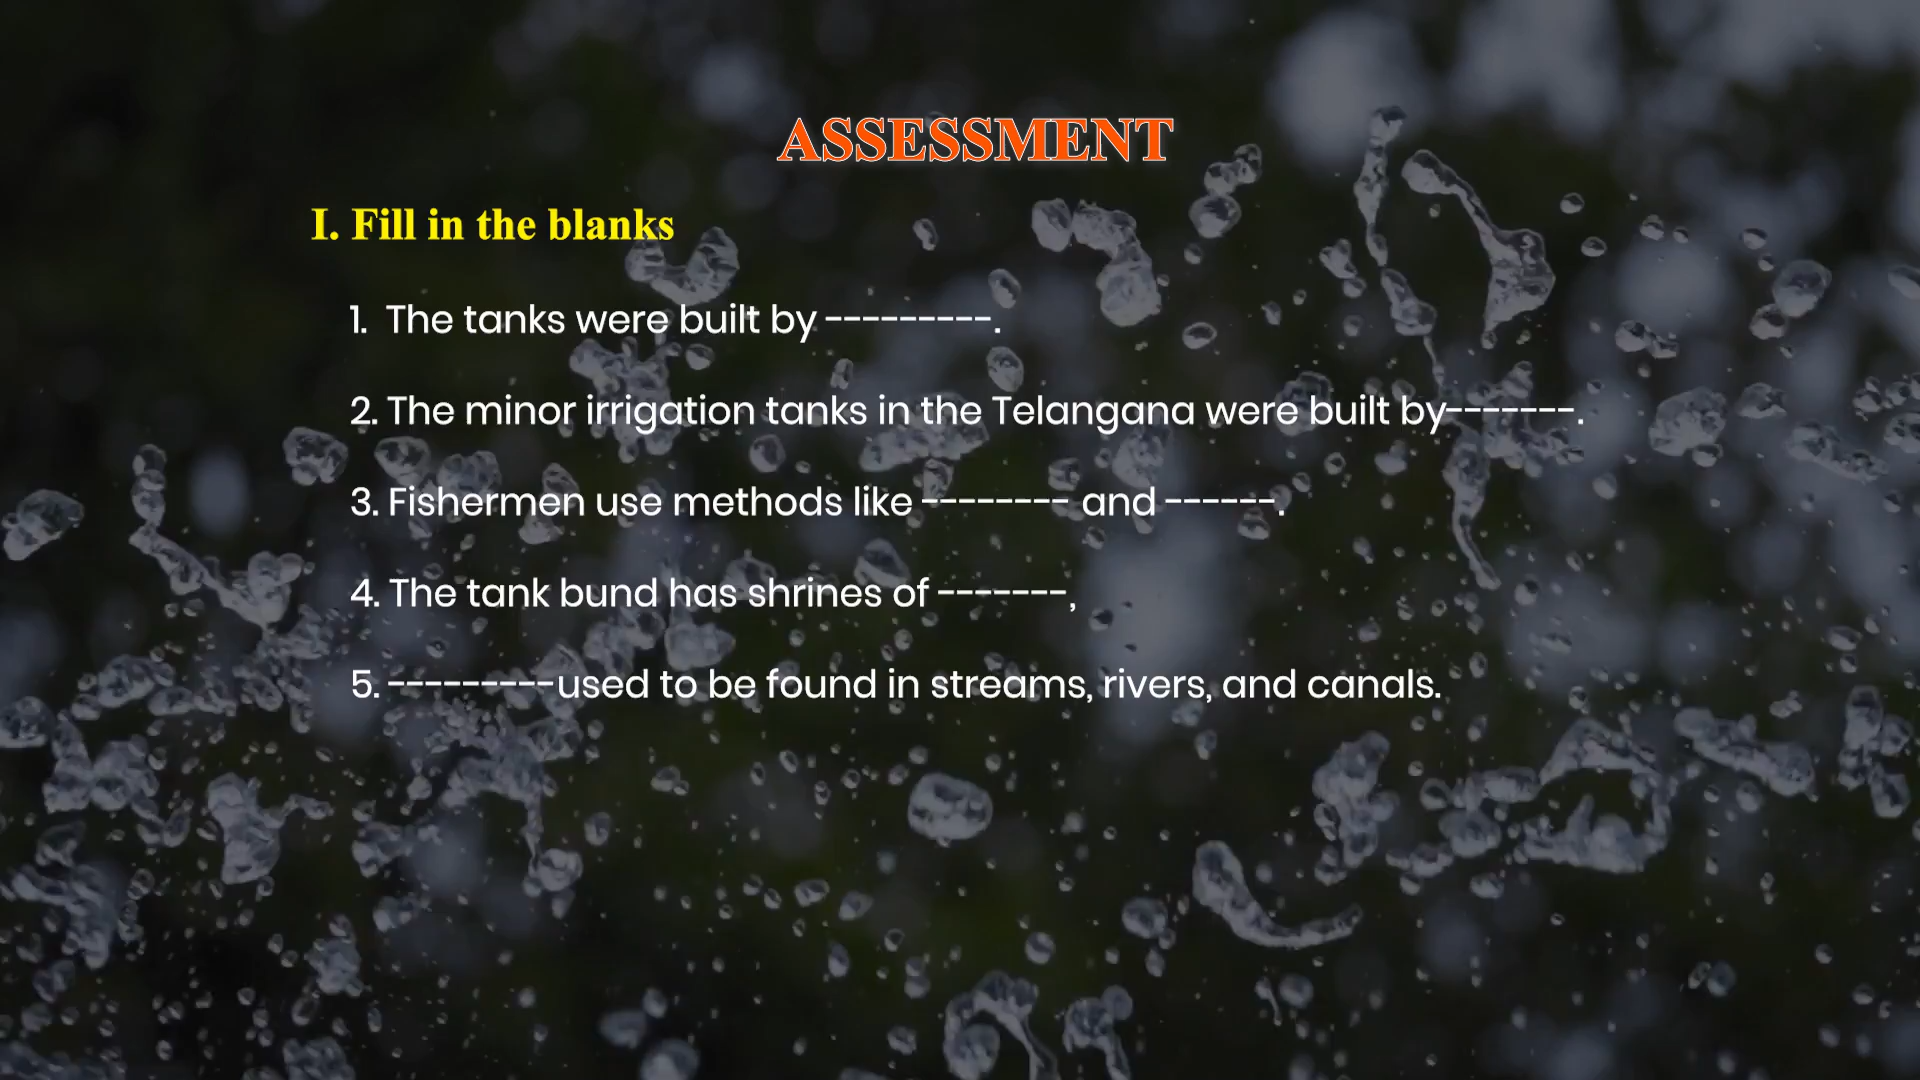 ASSESSMENT
I. Fill in the blanks
1. The tanks were built by ---------.
2. The minor irrigation tanks in the Telangana were built by-------.
3. Fishermen use methods like -------- and ------.
4. The tank bund has shrines of -------,
5. ---------used to be found in streams, rivers, and canals.